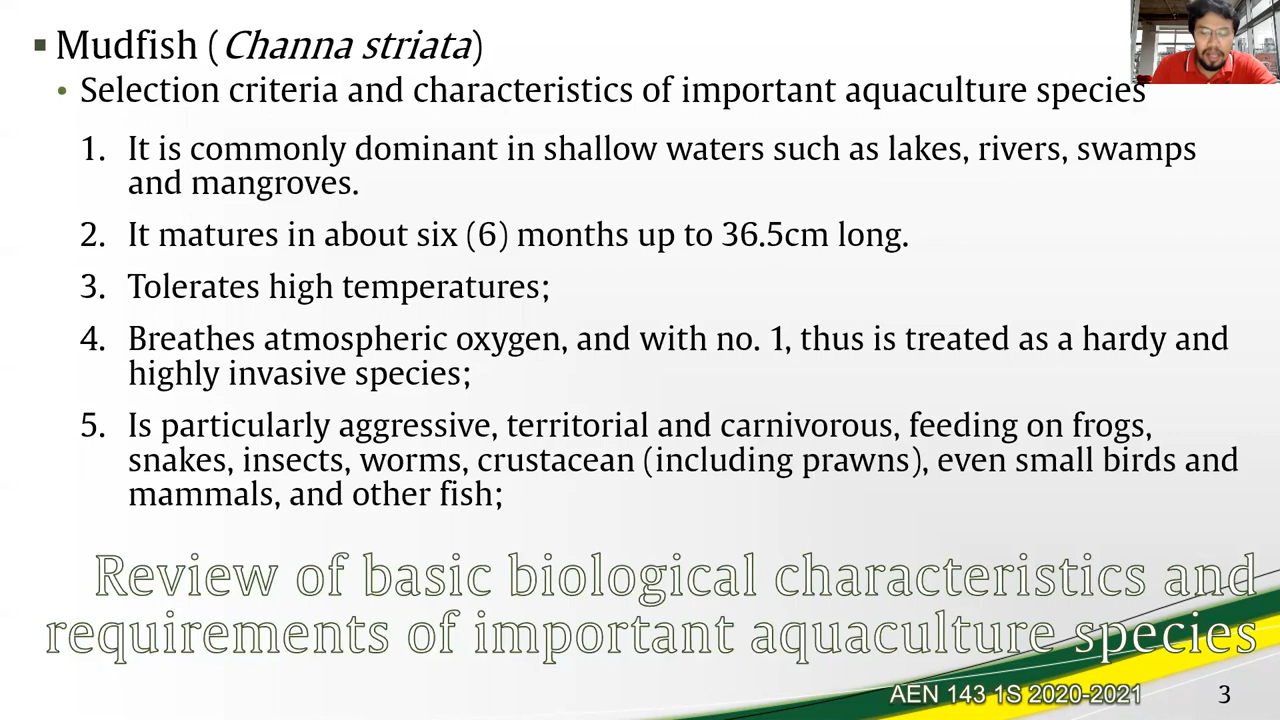 Mudfish (Channa striata)
Selection criteria and characteristics of important aquaculture species
1. It is commonly dominant in shallow waters such as lakes, rivers, swamps
and mangroves.
2. It matures in about six (6) months up to 36.5cm long.
3. Tolerates high temperatures;
4. Breathes atmospheric oxygen, and with no. 1, thus is treated as a hardy and
highly invasive species;
5. Is particularly aggressive, territorial and carnivorous, feeding on frogs,
snakes, insects, worms, crustacean (including prawns), even small birds and
mammals, and other fish;
Review of basic biological characteristics and
requirements of important aquaculture species
AEN 143 1S 2020-2021
3